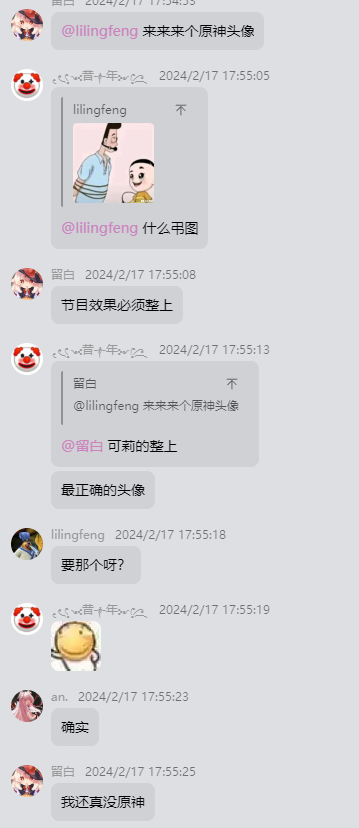 留白 2024/2/17 17:54:53
@lilingfeng 来来来个原神头像
昔年 2024/2/17 17:55:05
lilingfeng
@lilingfeng 什么弔图
留白 2024/2/17 17:55:08
节目效果必须整上
昔年 2024/2/17 17:55:13
留白
@lilingfeng 来来来个原神头像
@留白 可莉的整上
最正确的头像
lilingfeng 2024/2/17 17:55:18
要那个呀?
昔年 2024/2/17 17:55:19
an. 2024/2/17 17:55:23
确实
留白 2024/2/17 17:55:25
我还真没原神